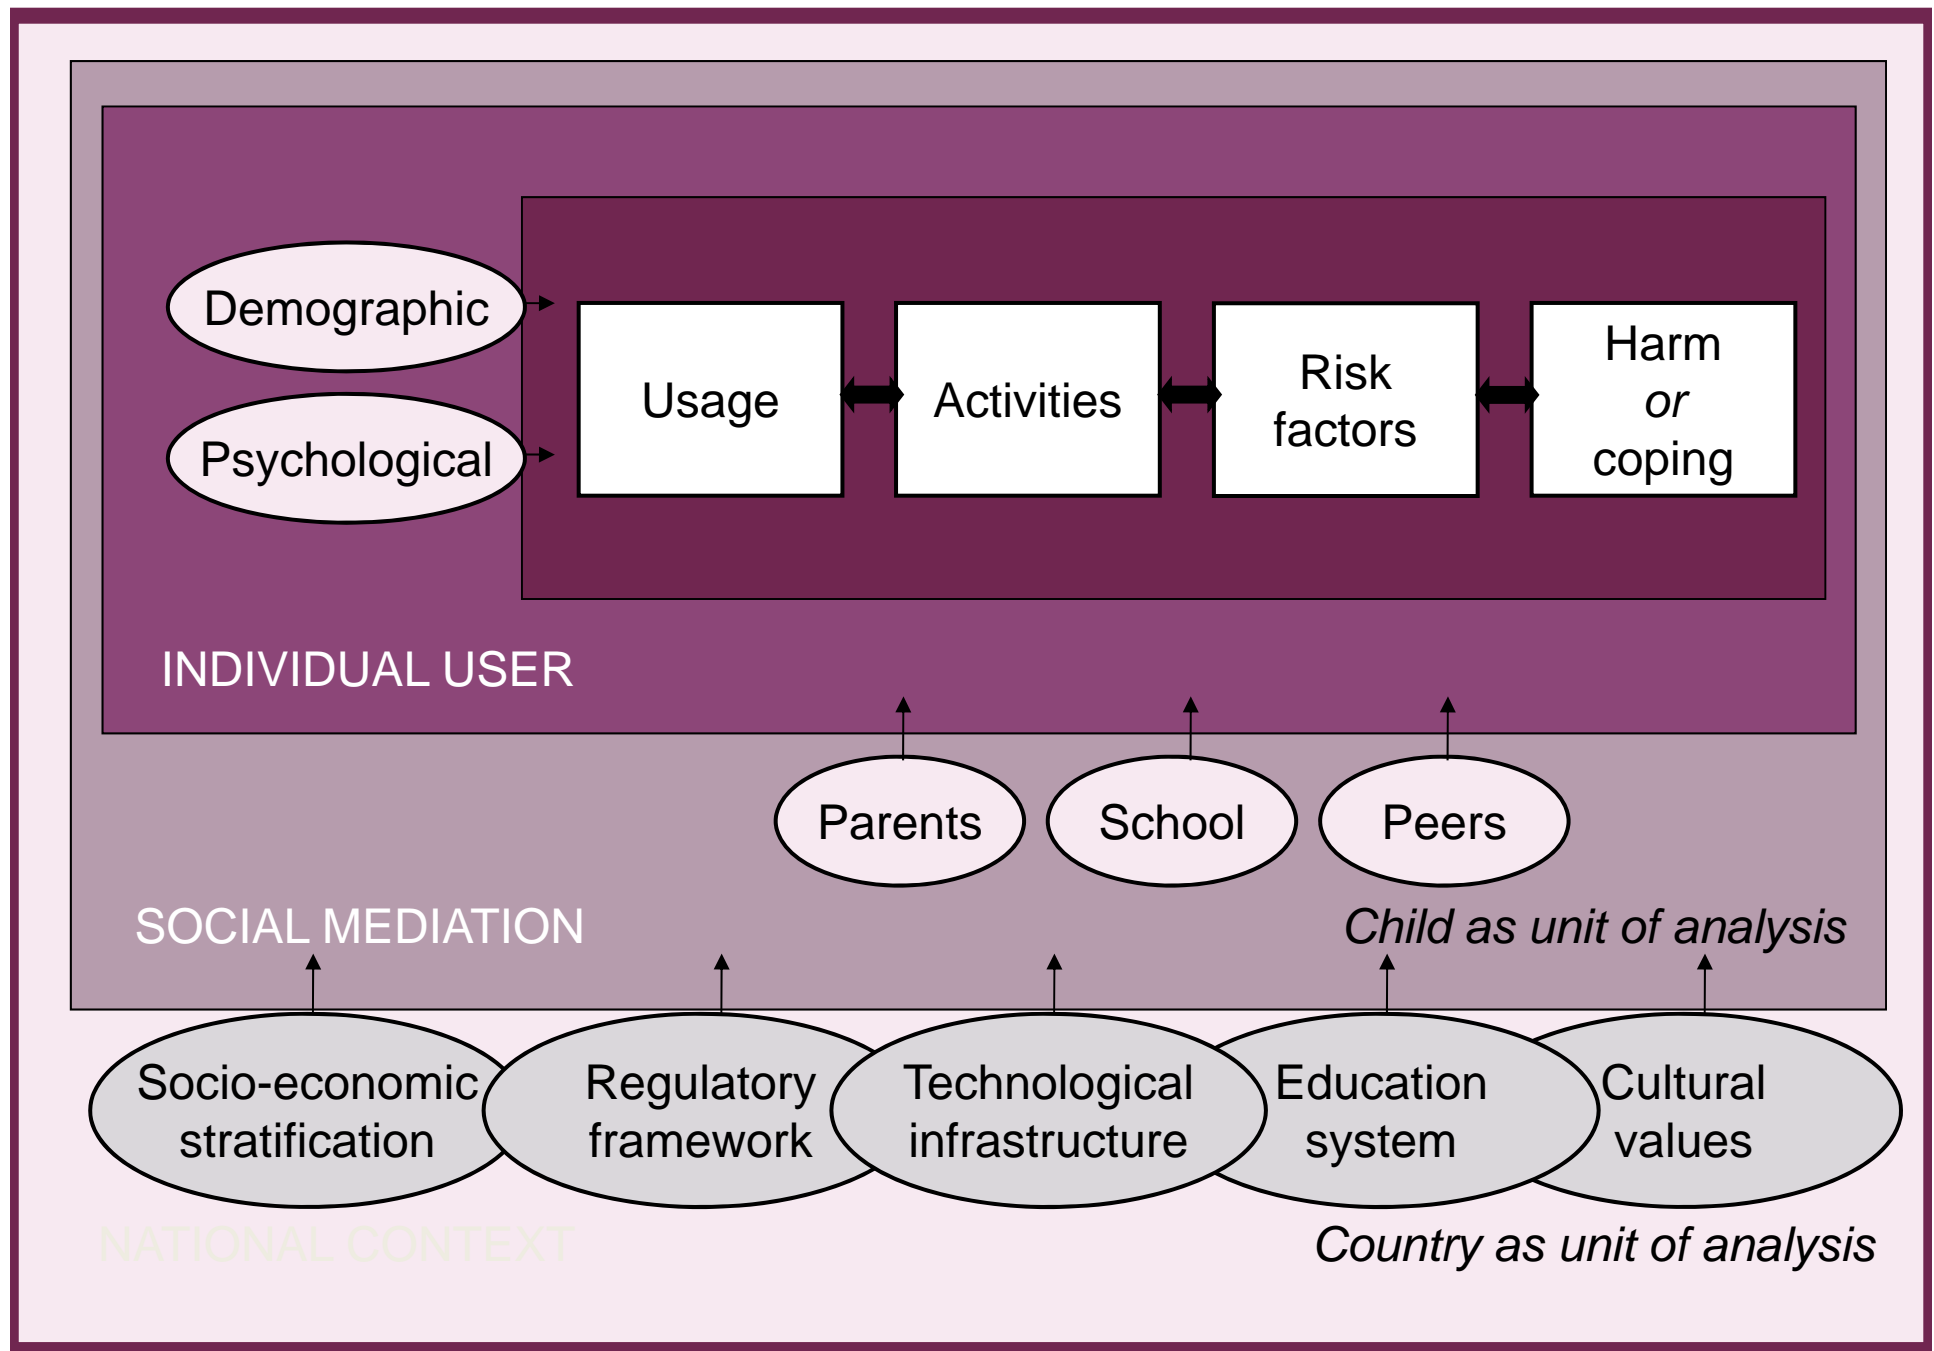 Demographic
Psychological
Usage
Activities
Risk
factors
Harm
or
coping
INDIVIDUAL USER
Parents
School
Peers
SOCIAL MEDIATION
Child as unit of analysis
Socio-economic
stratification
Regulatory
framework
Technological
infrastructure
Education
system
Cultural
values
NATIONAL CONTEXT
Country as unit of analysis